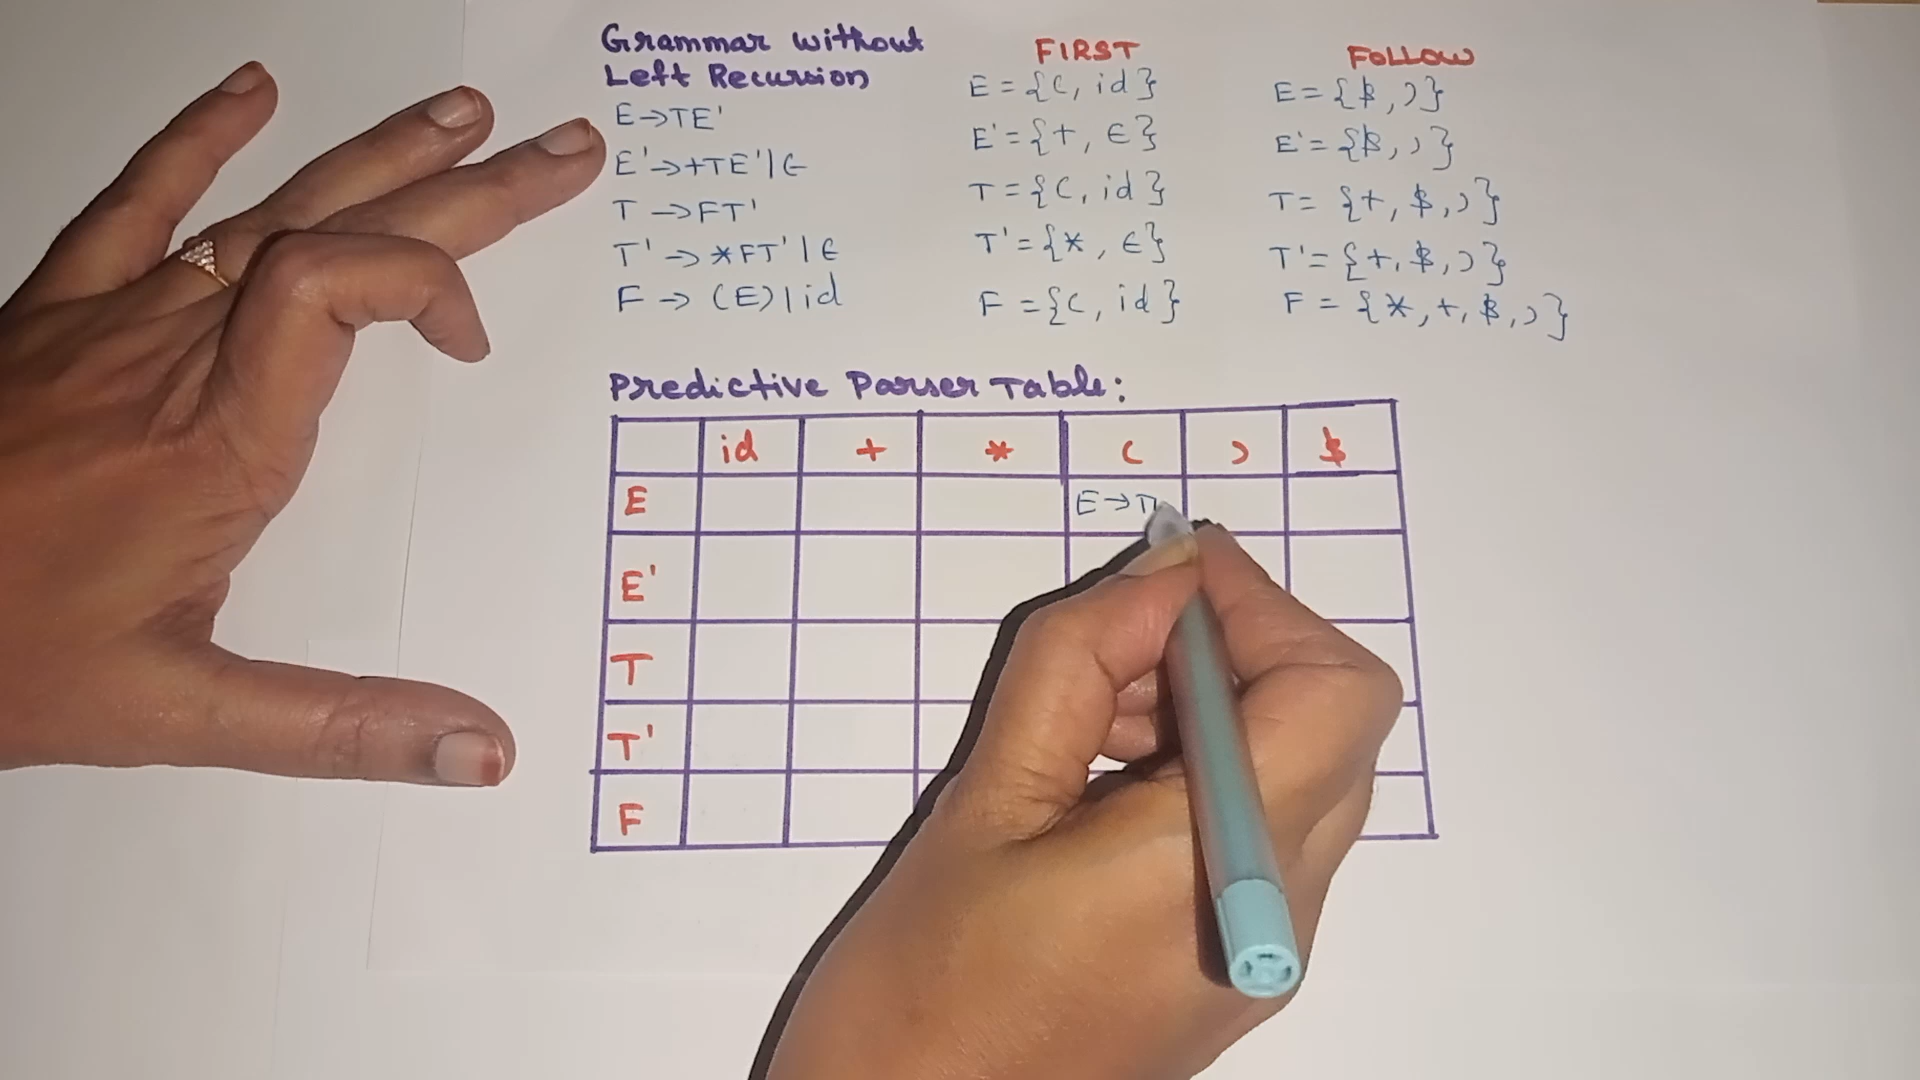 Grammar without
Left Recursion
E→TE'
E'→+TE'|ϵ
T→FT'
T'→*FT'|ϵ
F→(E)|id
FIRST
E={(, id}
E'={+, ϵ}
T={(, id}
T'={*, ϵ}
F={(, id}
FOLLOW
E={$, )}
E'={$, )}
T={+, $, )}
T'={+, $, )}
F={*, +, $, )}
Predictive Parser Table:
id + * ( ) $
E E→T
E'
T
T'
F